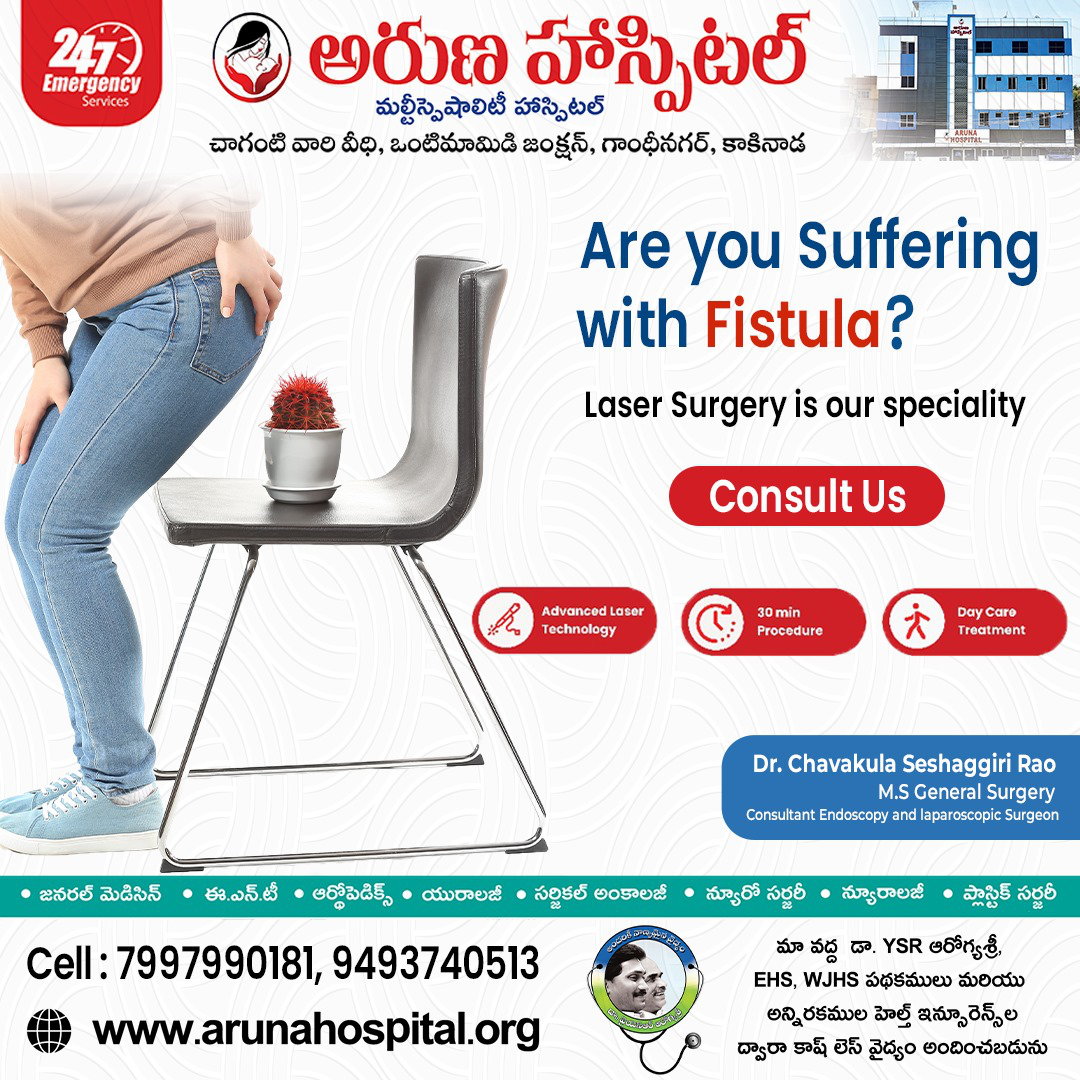 24/7
Emergency
Services
అరుణ హాస్పిటల్
మల్టీస్పెషాలిటీ హాస్పిటల్
చాగంటి వారి వీధి, ఒంటిమామిడి జంక్షన్, గాంధీనగర్, కాకినాడ
ARUNA
HOSPITAL
Are you Suffering
with Fistula?
Laser Surgery is our speciality
Consult Us
Advanced Laser
Technology
30 min
Procedure
Day Care
Treatment
Dr. Chavakula Seshaggiri Rao
M.S General Surgery
Consultant Endoscopy and laparoscopic Surgeon
• జనరల్ మెడిసిన్ • ఈ.ఎన్.టీ • ఆర్థోపెడిక్స్ • యురాలజీ • సర్జికల్ అంకాలజీ • న్యూరో సర్జరీ • న్యూరాలజీ • ప్లాస్టిక్ సర్జరీ
Cell : 7997990181, 9493740513
www.arunahospital.org
మా వద్ద డా. YSR ఆరోగ్యశ్రీ,
EHS, WJHS పథకములు మరియు
అన్నిరకముల హెల్త్ ఇన్సూరెన్స్‌ల
ద్వారా కాష్ లెస్ వైద్యం అందించబడును